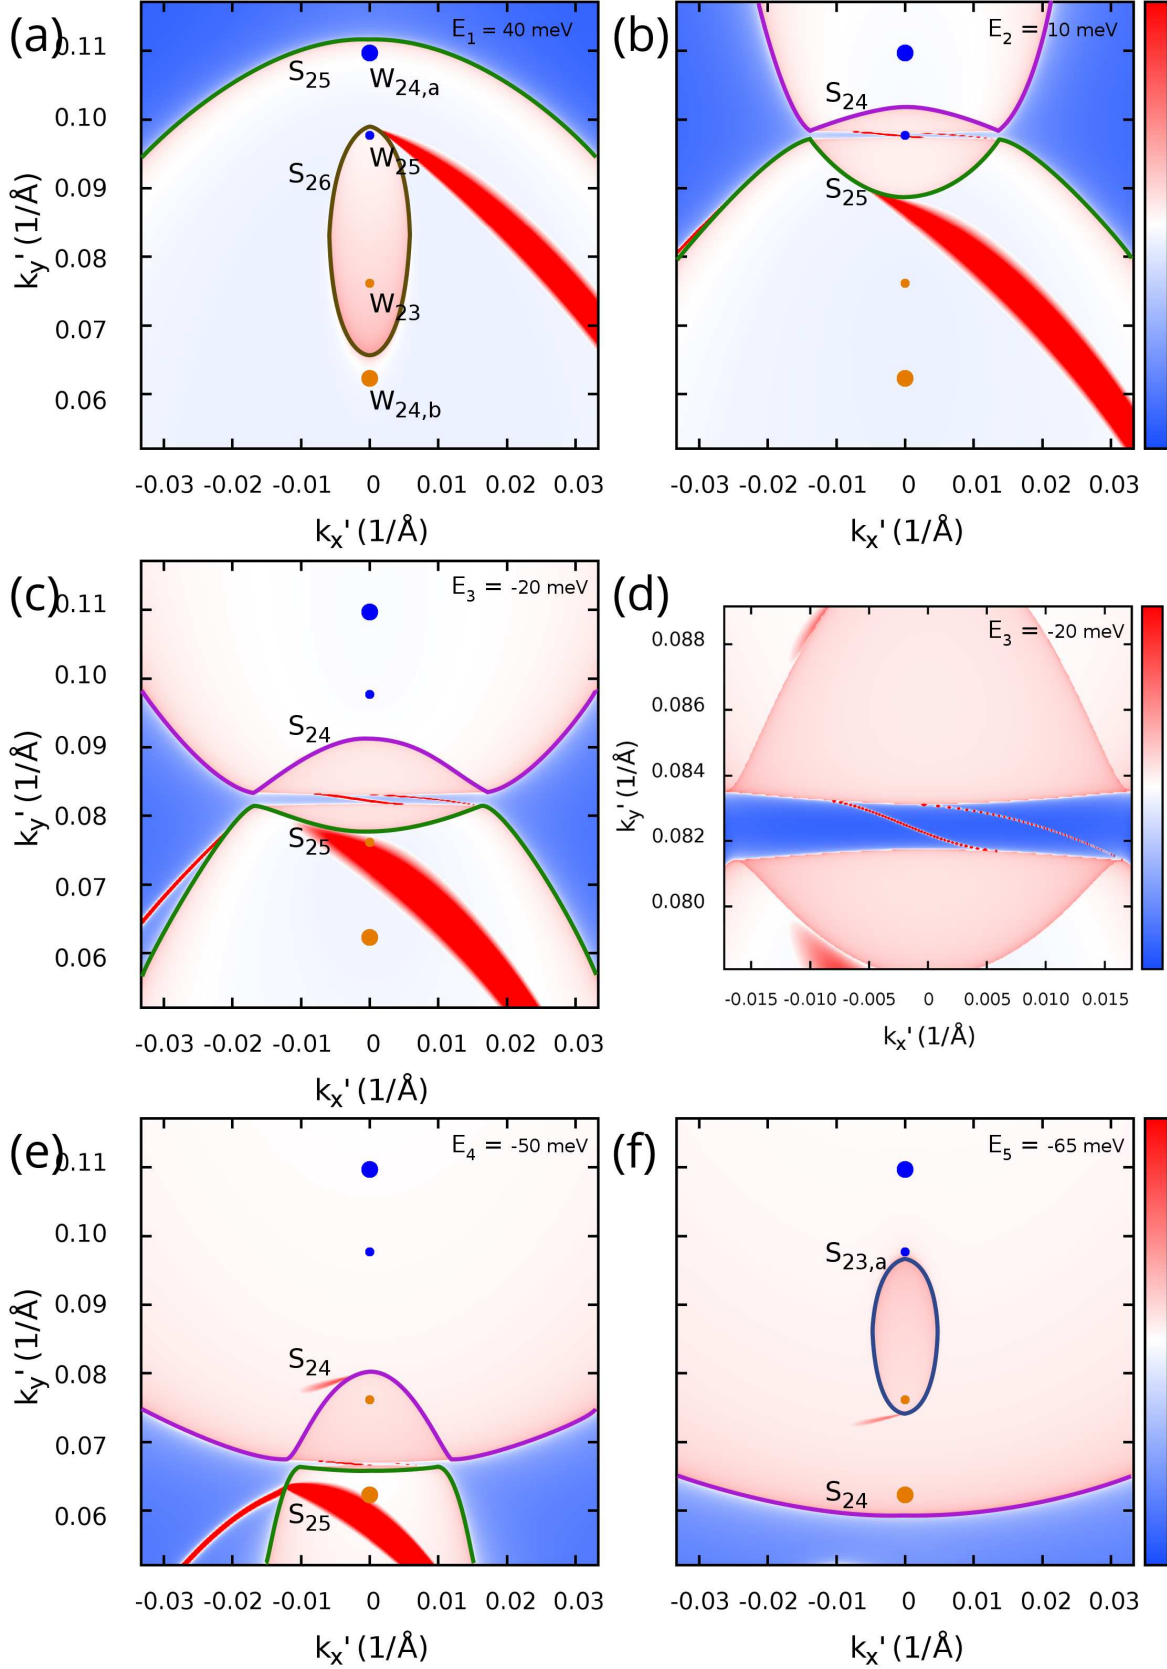 (a)
E1 = 40 meV
0.11
0.10
0.09
0.08
0.07
0.06
ky' (1/Å)
S25
W24,a
W25
S26
W23
W24,b
-0.03 -0.02 -0.01 0 0.01 0.02 0.03
kx' (1/Å)
(b)
E2 = 10 meV
S24
S25
-0.03 -0.02 -0.01 0 0.01 0.02 0.03
kx' (1/Å)
(c)
E3 = -20 meV
0.11
0.10
0.09
0.08
0.07
0.06
ky' (1/Å)
S24
S25
-0.03 -0.02 -0.01 0 0.01 0.02 0.03
kx' (1/Å)
(d)
E3 = -20 meV
0.088
0.086
0.084
0.082
0.080
ky' (1/Å)
-0.015 -0.010 -0.005 0 0.005 0.010 0.015
kx' (1/Å)
(e)
E4 = -50 meV
0.11
0.10
0.09
0.08
0.07
0.06
ky' (1/Å)
S24
S25
-0.03 -0.02 -0.01 0 0.01 0.02 0.03
kx' (1/Å)
(f)
E5 = -65 meV
S23,a
S24
-0.03 -0.02 -0.01 0 0.01 0.02 0.03
kx' (1/Å)